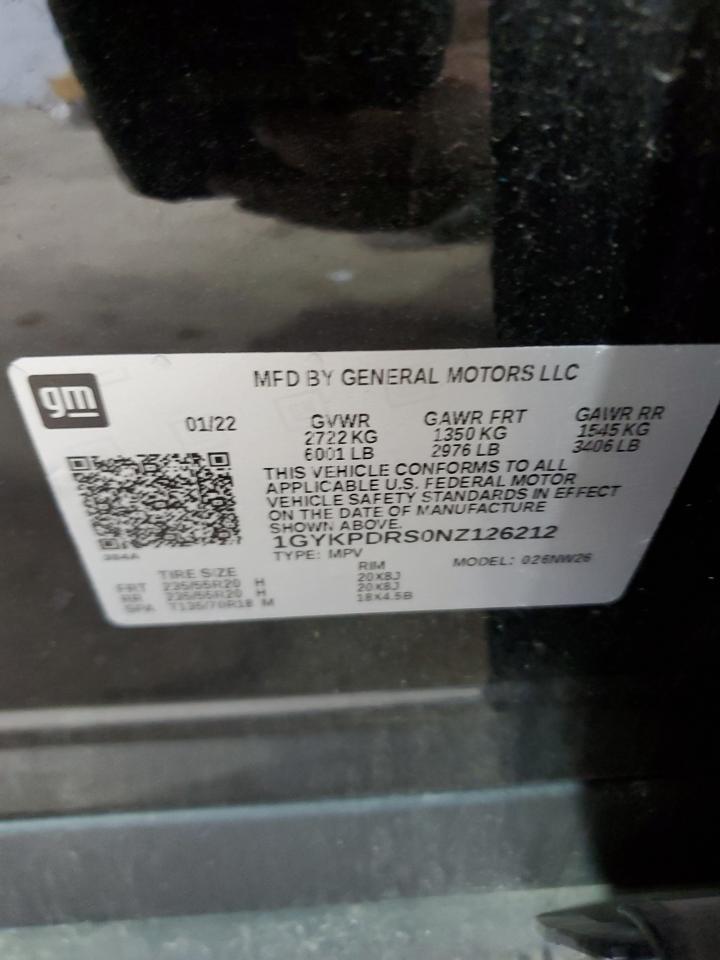 gm
MFD BY GENERAL MOTORS LLC
01/22 GVWR GAWR FRT GAWR RR
2722 KG 1350 KG 1545 KG
6001 LB 2976 LB 3406 LB
THIS VEHICLE CONFORMS TO ALL
APPLICABLE U.S. FEDERAL MOTOR
VEHICLE SAFETY STANDARDS IN EFFECT
ON THE DATE OF MANUFACTURE
SHOWN ABOVE.
1GYKPDRS0NZ126212
TYPE: MPV MODEL: 026NW26
TIRE SIZE RIM
FRT 235/55R20 H 20X8J
RR 235/55R20 H 20X8J
SPA T135/70R18 M 18X4.5B